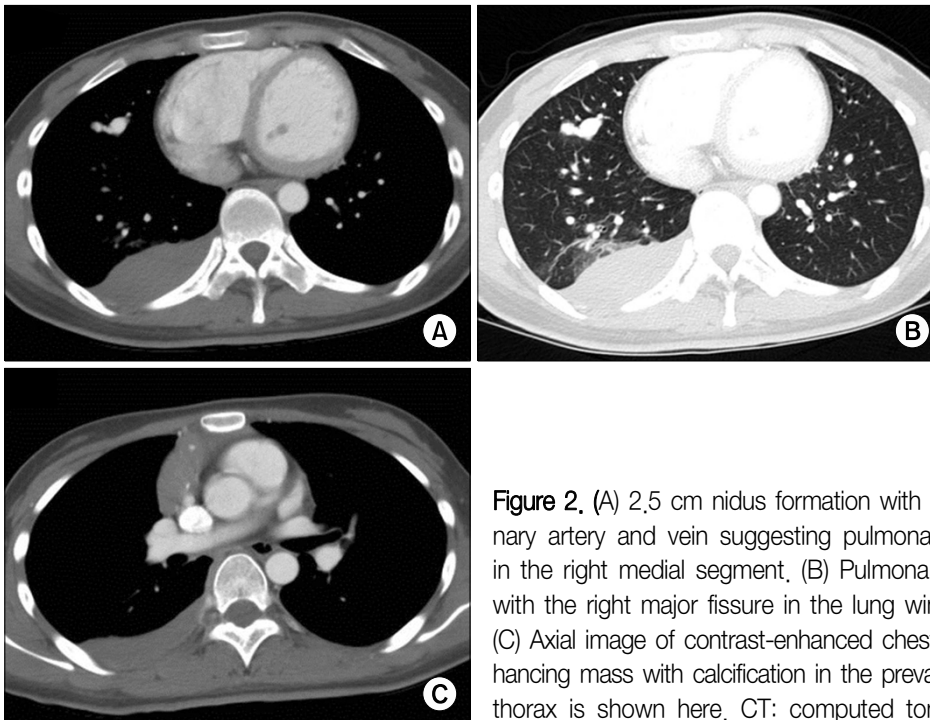 A
B
C
Figure 2. (A) 2.5 cm nidus formation with
nary artery and vein suggesting pulmona
in the right medial segment. (B) Pulmona
with the right major fissure in the lung win
(C) Axial image of contrast-enhanced ches
hancing mass with calcification in the preva
thorax is shown here. CT: computed tor